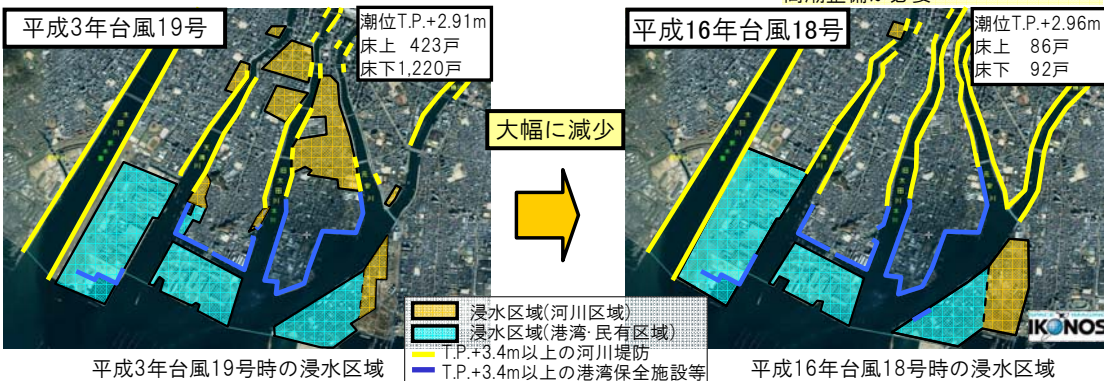 平成3年台風19号
潮位T.P.+2.91m
床上 423戸
床下1,220戸
大幅に減少
平成16年台風18号
潮位T.P.+2.96m
床上 86戸
床下 92戸
浸水区域(河川区域)
浸水区域(港湾・民有区域)
T.P.+3.4m以上の河川堤防
T.P.+3.4m以上の港湾保全施設等
IKONOS
平成3年台風19号時の浸水区域
平成16年台風18号時の浸水区域